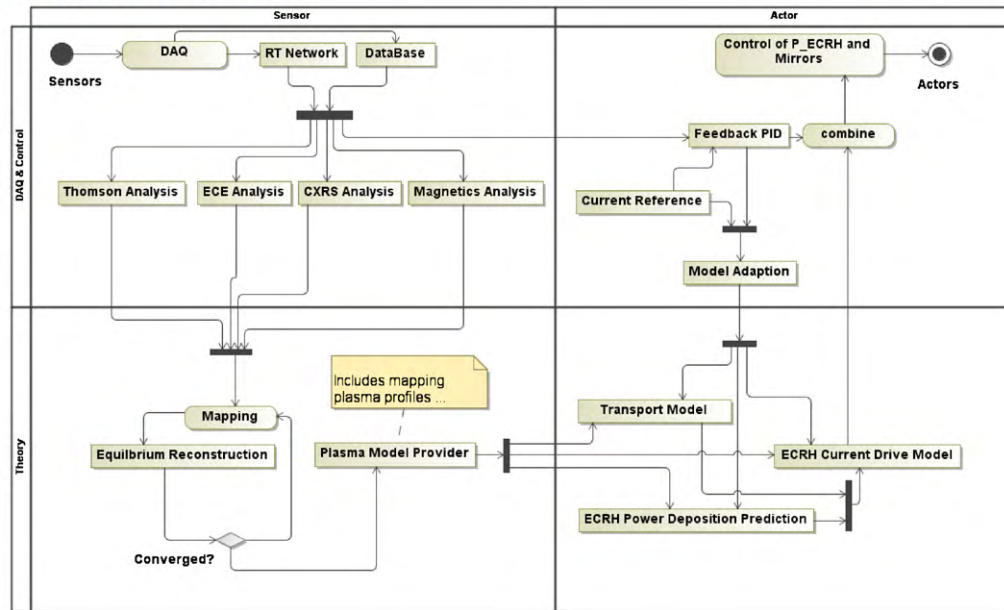 Sensor
Actor
DAQ & Control
Sensors
DAQ
RT Network
DataBase
Control of P_ECRH and
Mirrors
Actors
Feedback PID
combine
Thomson Analysis
ECE Analysis
CXRS Analysis
Magnetics Analysis
Current Reference
Model Adaption
Theory
Includes mapping
plasma profiles ...
Mapping
Transport Model
Equilbrium Reconstruction
Plasma Model Provider
ECRH Current Drive Model
ECRH Power Deposition Prediction
Converged?